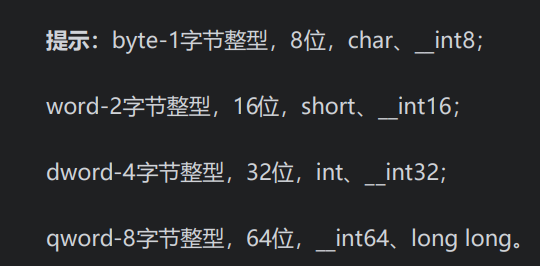 提示：byte-1字节整型，8位，char、__int8；
word-2字节整型，16位，short、__int16；
dword-4字节整型，32位，int、__int32；
qword-8字节整型，64位，__int64、long long。